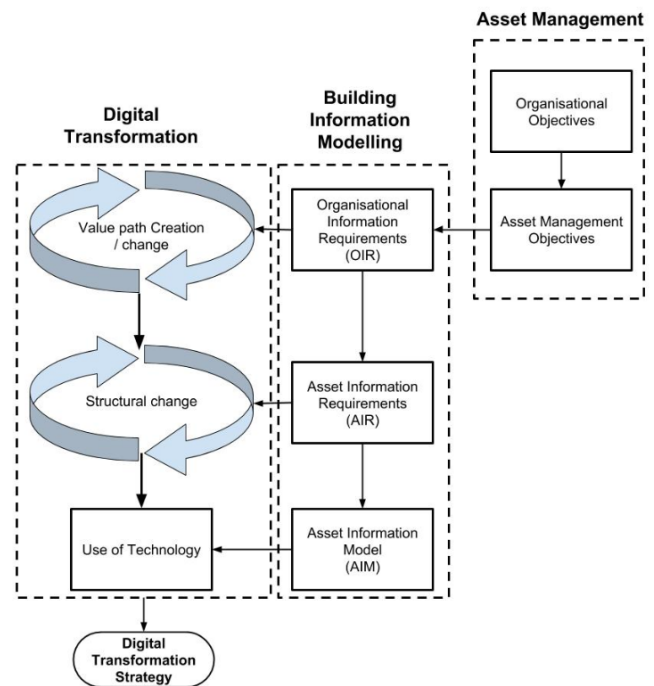 Asset Management
Organisational
Objectives
Asset Management
Objectives
Building
Information
Modelling
Organisational
Information
Requirements
(OIR)
Asset Information
Requirements
(AIR)
Asset Information
Model
(AIM)
Digital
Transformation
Value path Creation
/ change
Structural change
Use of Technology
Digital
Transformation
Strategy